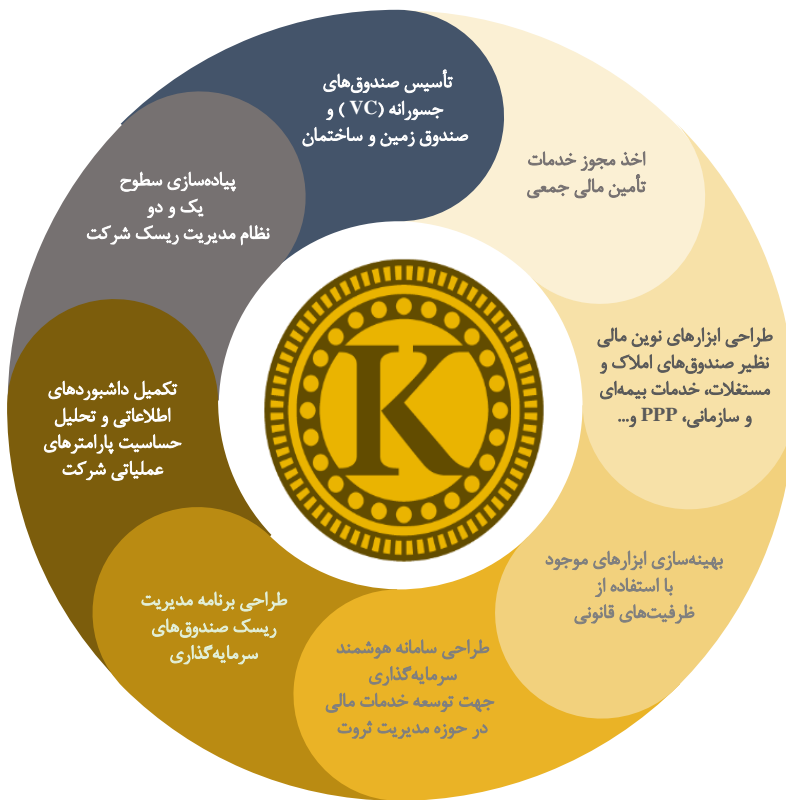 تأسیس صندوق‌های
جسورانه (VC ) و
صندوق زمین و ساختمان
اخذ مجوز خدمات
تأمین مالی جمعی
طراحی ابزارهای نوین مالی
نظیر صندوق‌های املاک و
مستغلات، خدمات بیمه‌ای
و سازمانی، PPP و...
بهینه‌سازی ابزارهای موجود
با استفاده از
ظرفیت‌های قانونی
طراحی سامانه هوشمند
سرمایه‌گذاری
جهت توسعه خدمات مالی
در حوزه مدیریت ثروت
طراحی برنامه مدیریت
ریسک صندوق‌های
سرمایه‌گذاری
تکمیل داشبوردهای
اطلاعاتی و تحلیل
حساسیت پارامترهای
عملیاتی شرکت
پیاده‌سازی سطوح
یک و دو
نظام مدیریت ریسک شرکت
K